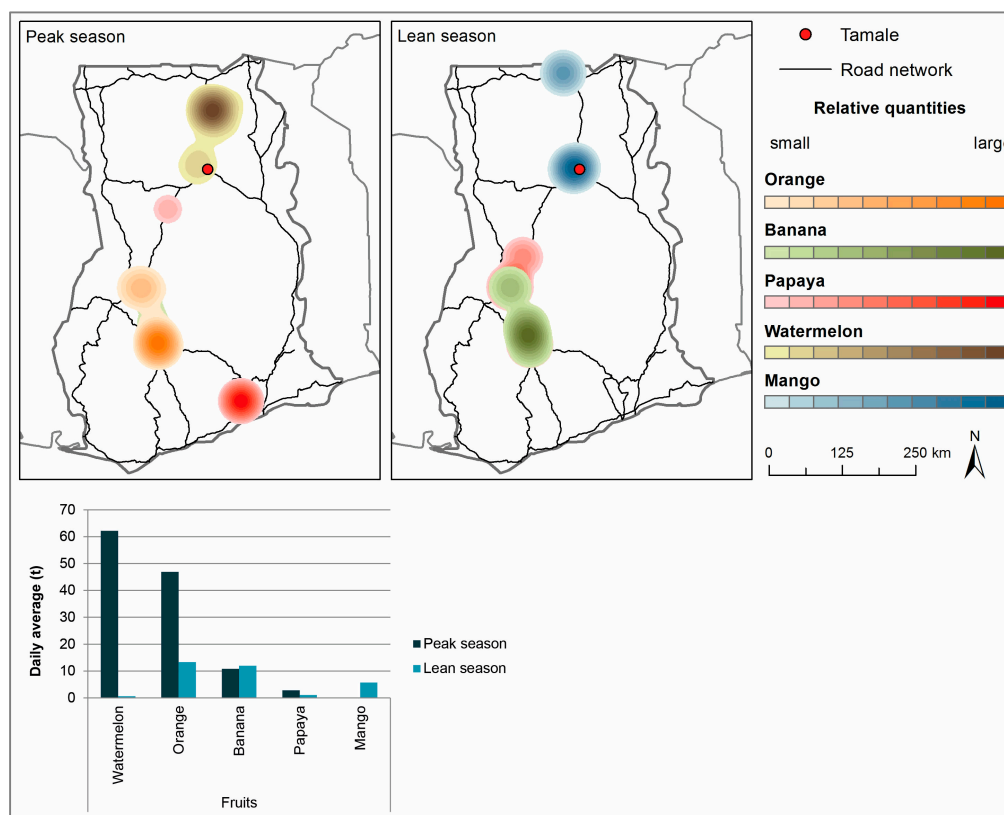 Peak season
Lean season
Tamale
Road network
Relative quantities
small larg
Orange
Banana
Papaya
Watermelon
Mango
0 125 250 km
N
70
60
50
40
30
20
10
0
Daily average (t)
Watermelon
Orange
Banana
Papaya
Mango
Fruits
Peak season
Lean season